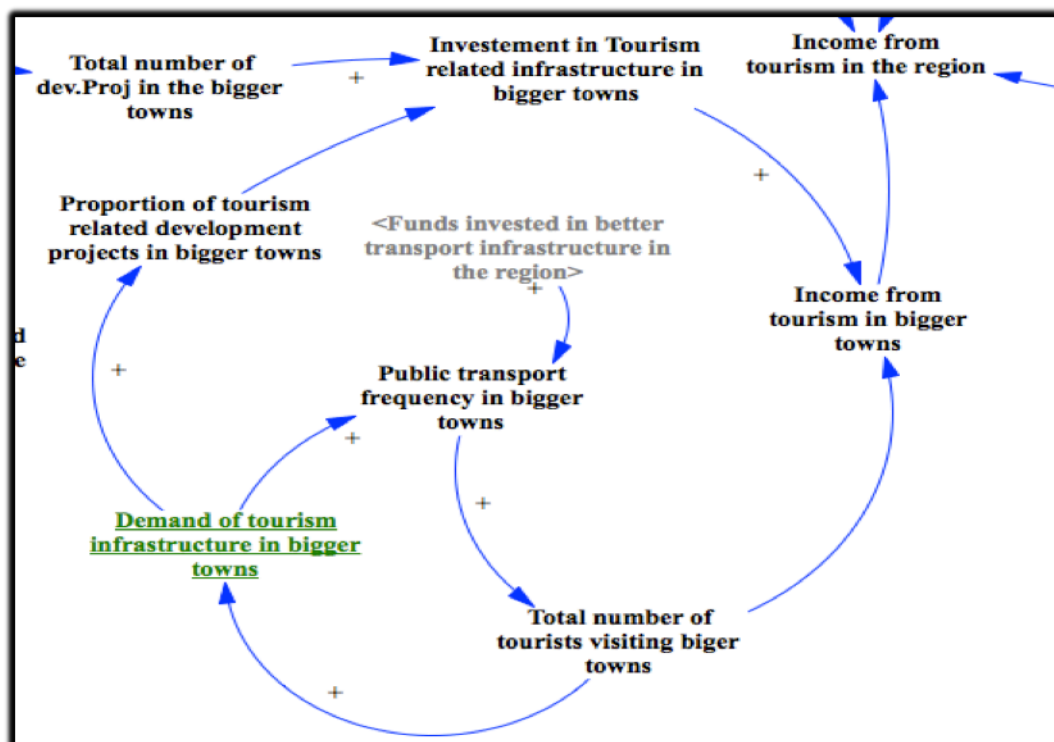 Total number of
dev.Proj in the bigger
towns
+
Investement in Tourism
related infrastructure in
bigger towns
Income from
tourism in the region
+
Proportion of tourism
related development
projects in bigger towns
<Funds invested in better
transport infrastructure in
the region>
+
Income from
tourism in bigger
towns
d
e
+
Public transport
frequency in bigger
towns
+
+
Demand of tourism
infrastructure in bigger
towns
Total number of
tourists visiting biger
towns
+